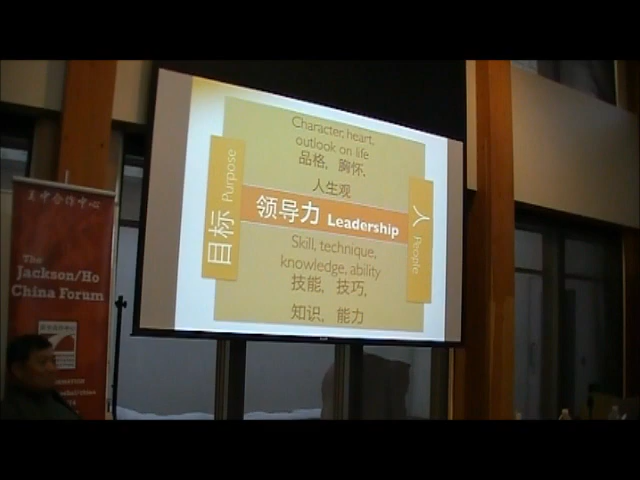 美中合作中心
The
Jackson/Ho
China Forum
Character, heart,
outlook on life
品格，胸怀，
人生观
目标 Purpose
领导力 Leadership
人 People
Skill, technique,
knowledge, ability
技能，技巧，
知识，能力